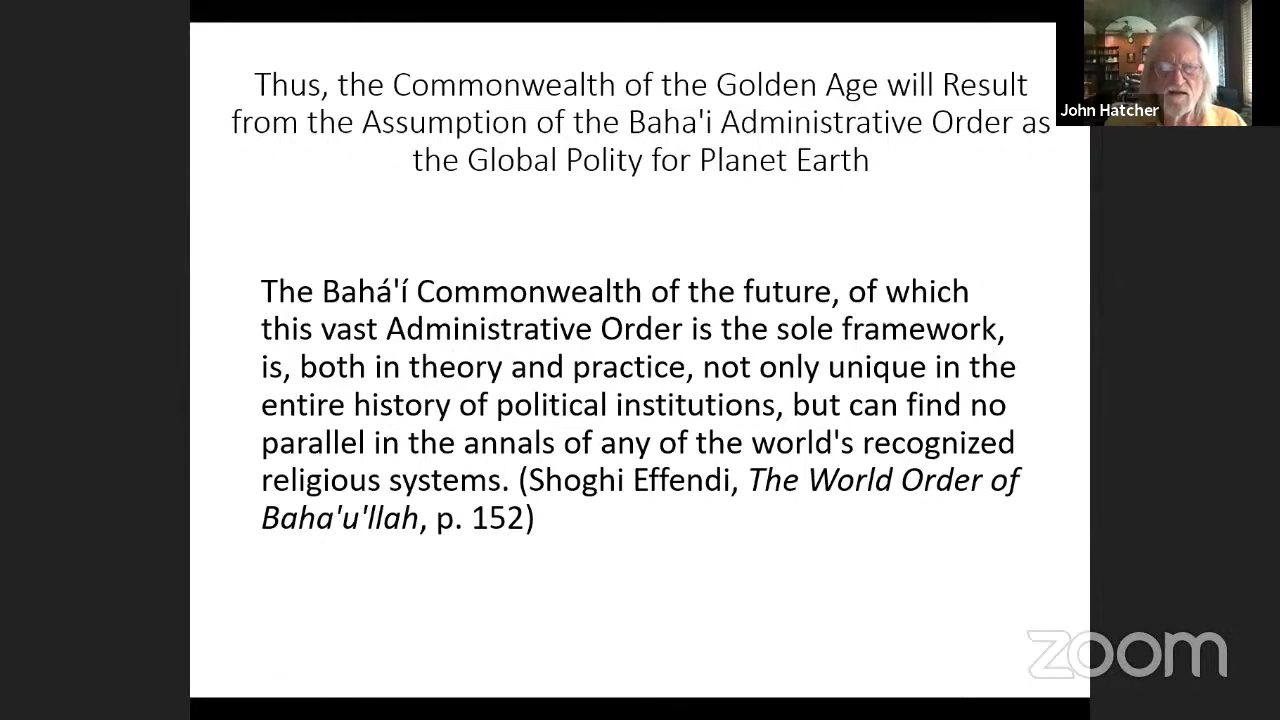 Thus, the Commonwealth of the Golden Age will Result
from the Assumption of the Baha'i Administrative Order as
the Global Polity for Planet Earth
John Hatcher
The Bahá'í Commonwealth of the future, of which
this vast Administrative Order is the sole framework,
is, both in theory and practice, not only unique in the
entire history of political institutions, but can find no
parallel in the annals of any of the world's recognized
religious systems. (Shoghi Effendi, The World Order of
Baha'u'llah, p. 152)
zoom